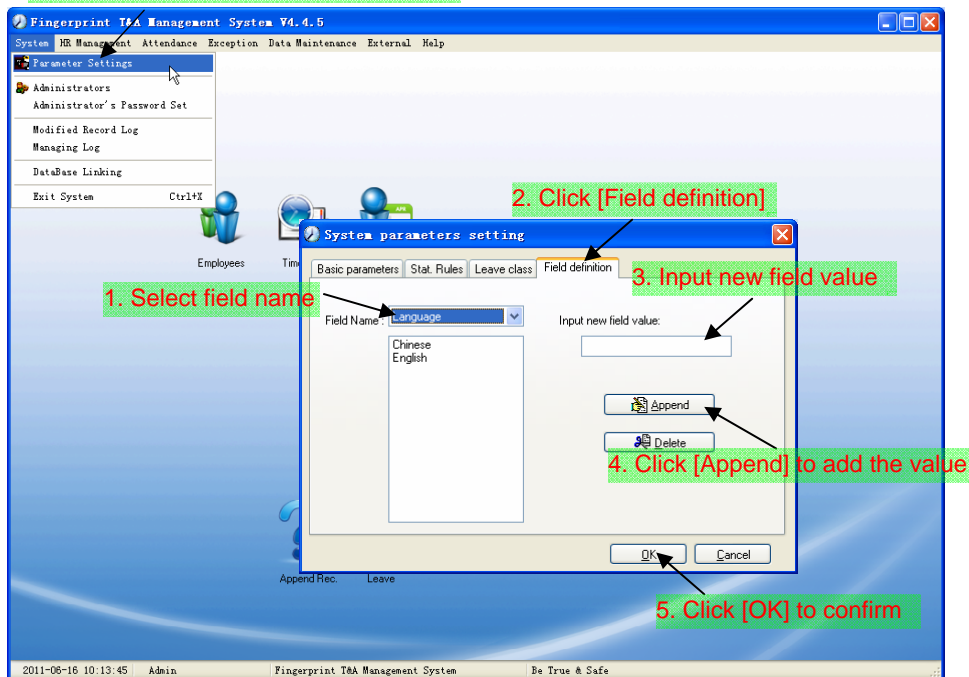 Fingerprint T&A Management System V4.4.5
System HR Management Attendance Exception Data Maintenance External Help
Parameter Settings
Administrators
Administrator's Password Set
Modified Record Log
Managing Log
DataBase Linking
Exit System Ctrl+X
2. Click [Field definition]
System parameters setting
Employees
Basic parameters Stat. Rules Leave class Field definition
3. Input new field value
1. Select field name
Field Name : Language
Input new field value:
Chinese
English
Append
Delete
4. Click [Append] to add the value
OK Cancel
Append Rec. Leave
5. Click [OK] to confirm
2011-06-16 10:13:45 Admin Fingerprint T&A Management System Be True & Safe